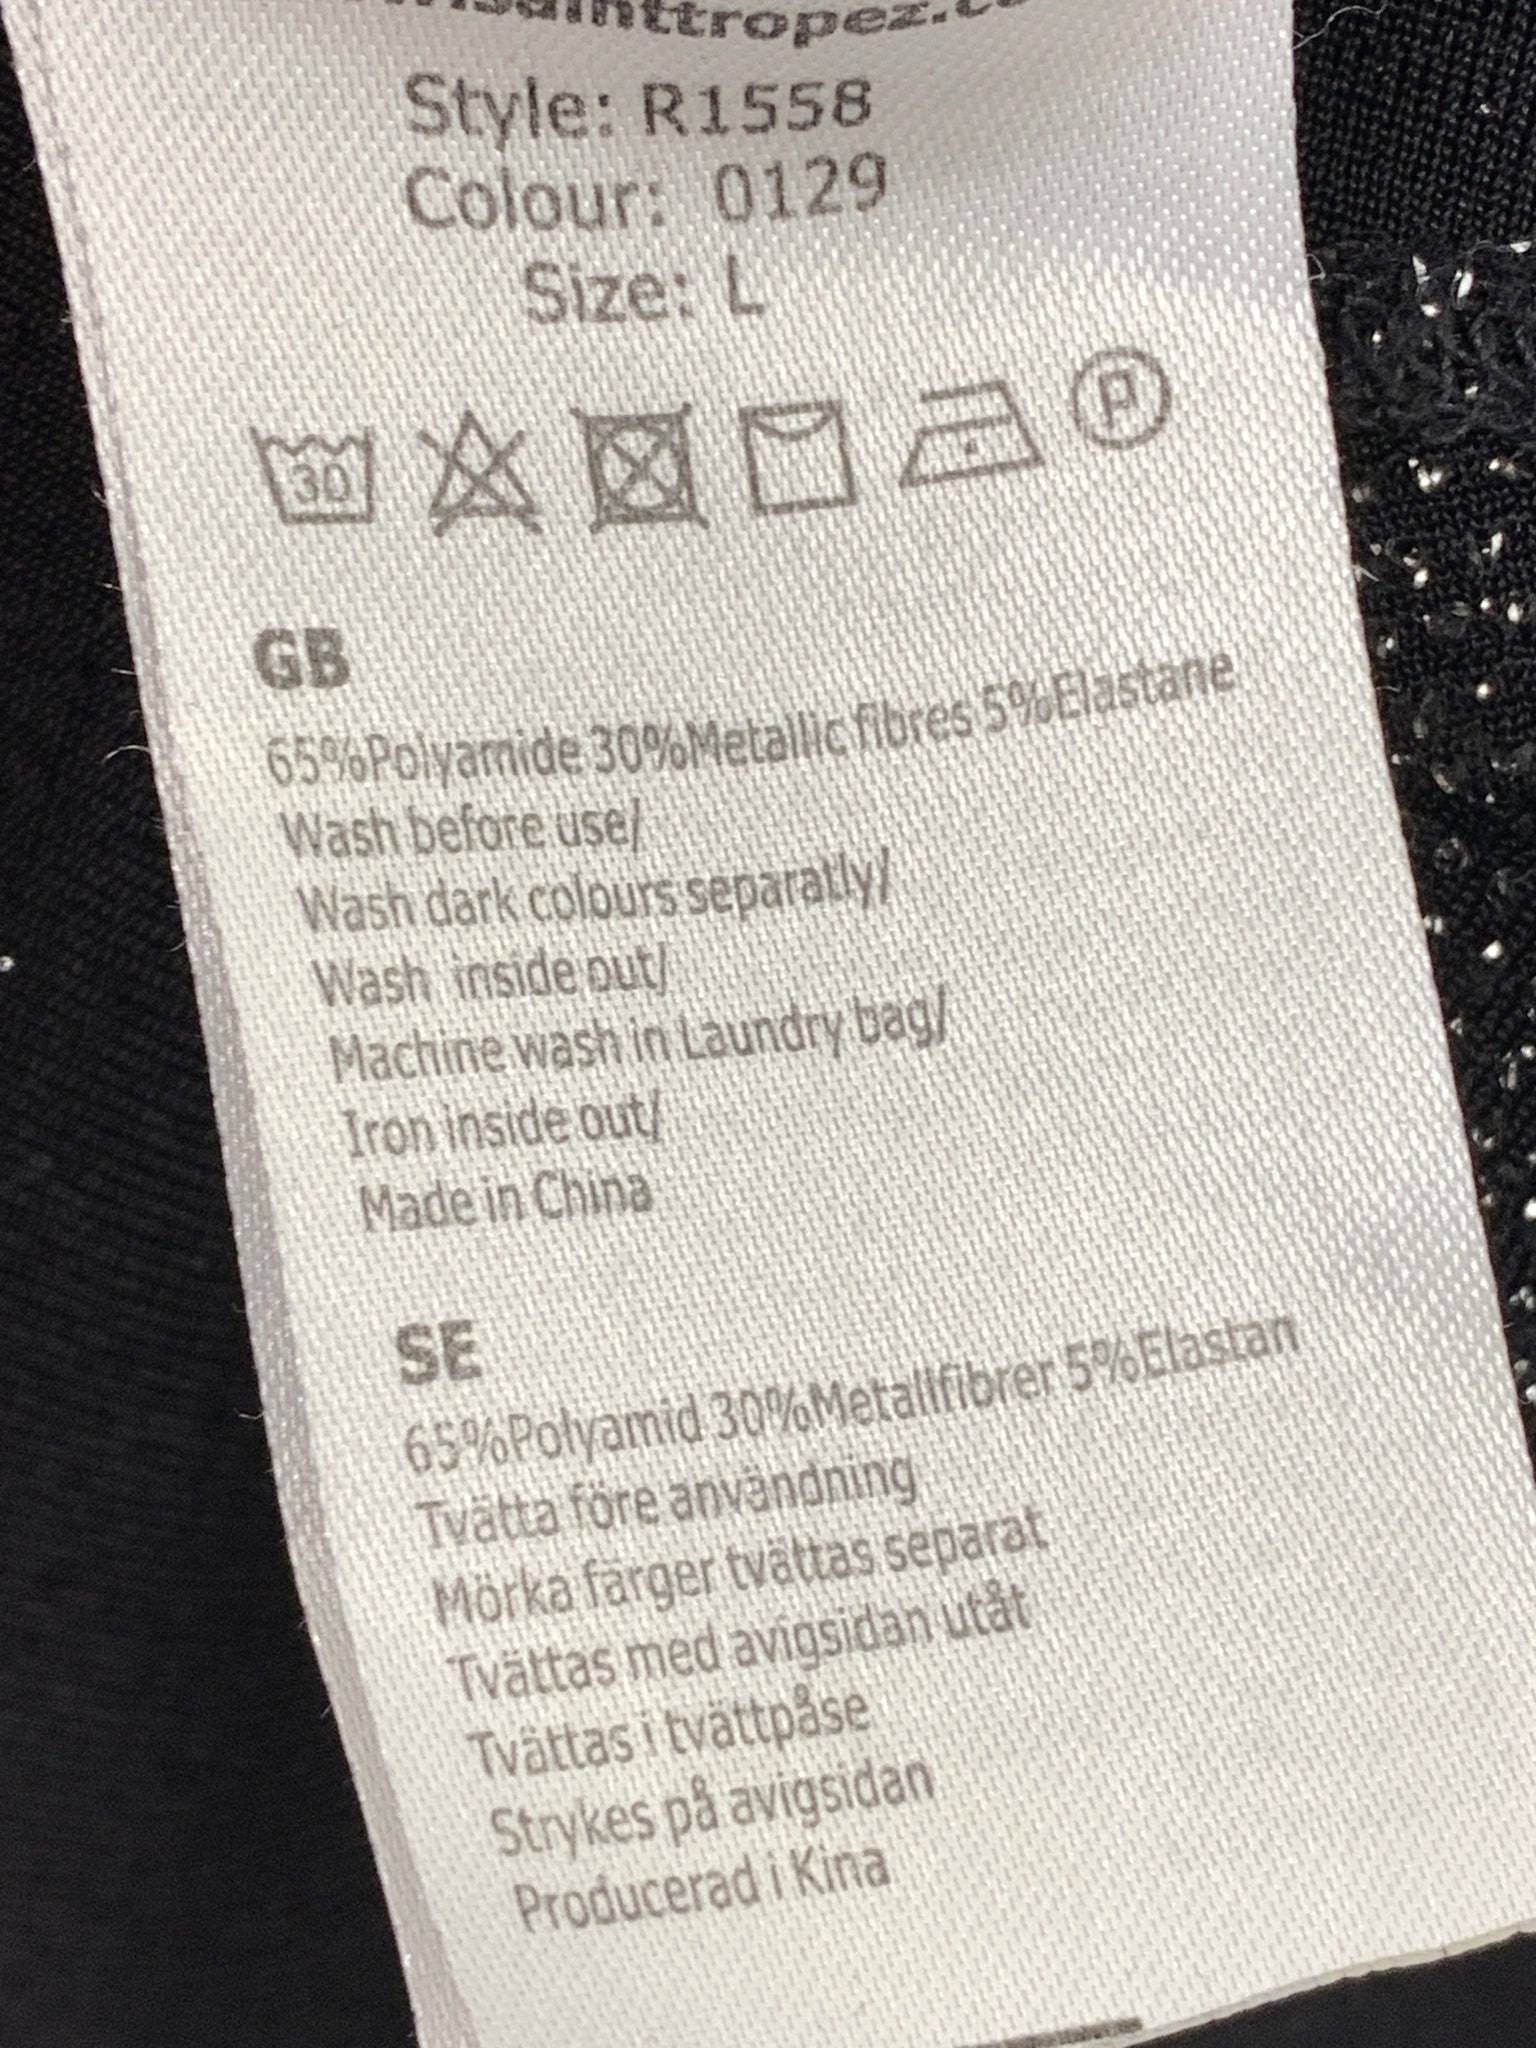 Style: R1558
Colour: 0129
Size: L
30
P
GB
65%Polyamide 30%Metallic fibres 5%Elastane
Wash before use/
Wash dark colours separatly/
Wash inside out/
Machine wash in Laundry bag/
Iron inside out/
Made in China
SE
65%Polyamid 30%Metallfibrer 5%Elastan
Tvätta före användning
Mörka färger tvättas separat
Tvättas med avigsidan utåt
Tvättas i tvättpåse
Strykes på avigsidan
Producerad i Kina